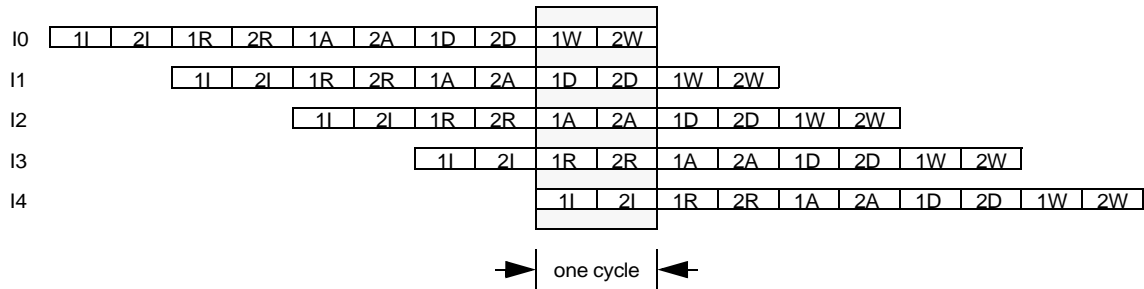 I0 1I 2I 1R 2R 1A 2A 1D 2D 1W 2W
I1 1I 2I 1R 2R 1A 2A 1D 2D 1W 2W
I2 1I 2I 1R 2R 1A 2A 1D 2D 1W 2W
I3 1I 2I 1R 2R 1A 2A 1D 2D 1W 2W
I4 1I 2I 1R 2R 1A 2A 1D 2D 1W 2W
one cycle